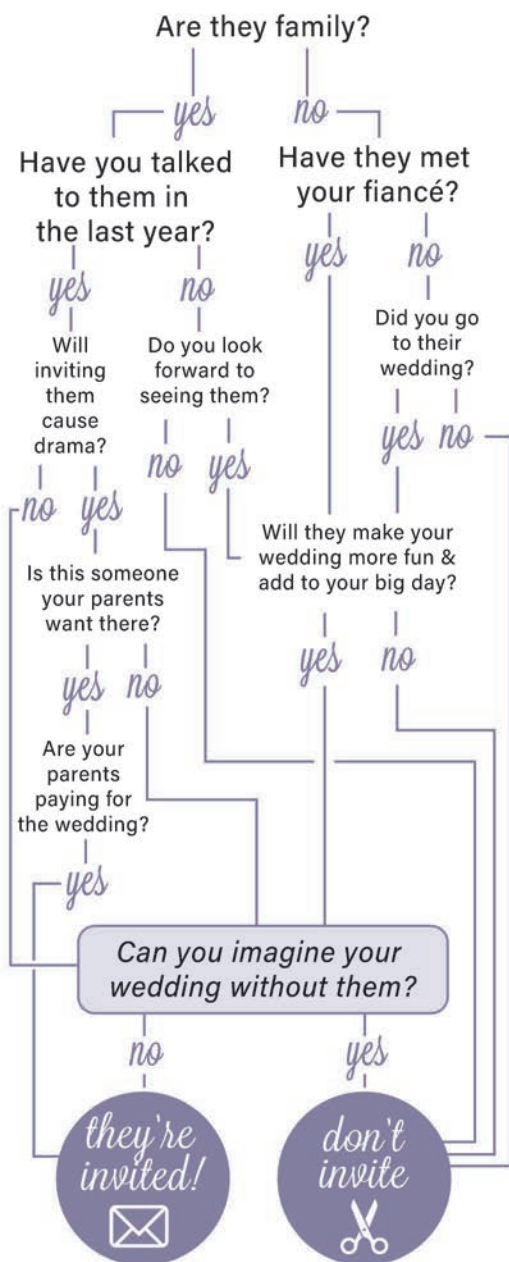 Are they family?
yes
no
Have you talked
to them in
the last year?
Have they met
your fiancé?
yes
no
yes
no
Will
inviting
them
cause
drama?
Do you look
forward to
seeing them?
Did you go
to their
wedding?
no
yes
no
yes
yes
no
Is this someone
your parents
want there?
Will they make your
wedding more fun &
add to your big day?
yes
no
yes
no
Are your
parents
paying for
the wedding?
yes
Can you imagine your
wedding without them?
no
yes
they're
invited!
don't
invite